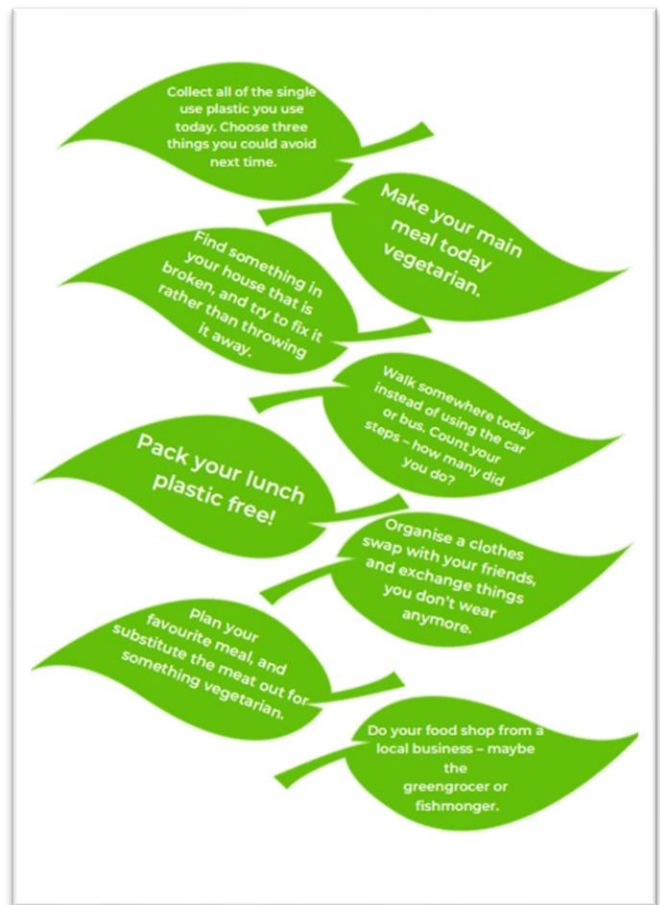 Collect all of the single
use plastic you use
today. Choose three
things you could avoid
next time.
Make your main
meal today
vegetarian.
Find something in
your house that is
broken, and try to fix it
rather than throwing
it away.
Walk somewhere today
instead of using the car
or bus. Count your
steps – how many did
you do?
Pack your lunch
plastic free!
Organise a clothes
swap with your friends,
and exchange things
you don't wear
anymore.
Plan your
favourite meal, and
substitute the meat out for
something vegetarian.
Do your food shop from a
local business – maybe
the
greengrocer or
fishmonger.